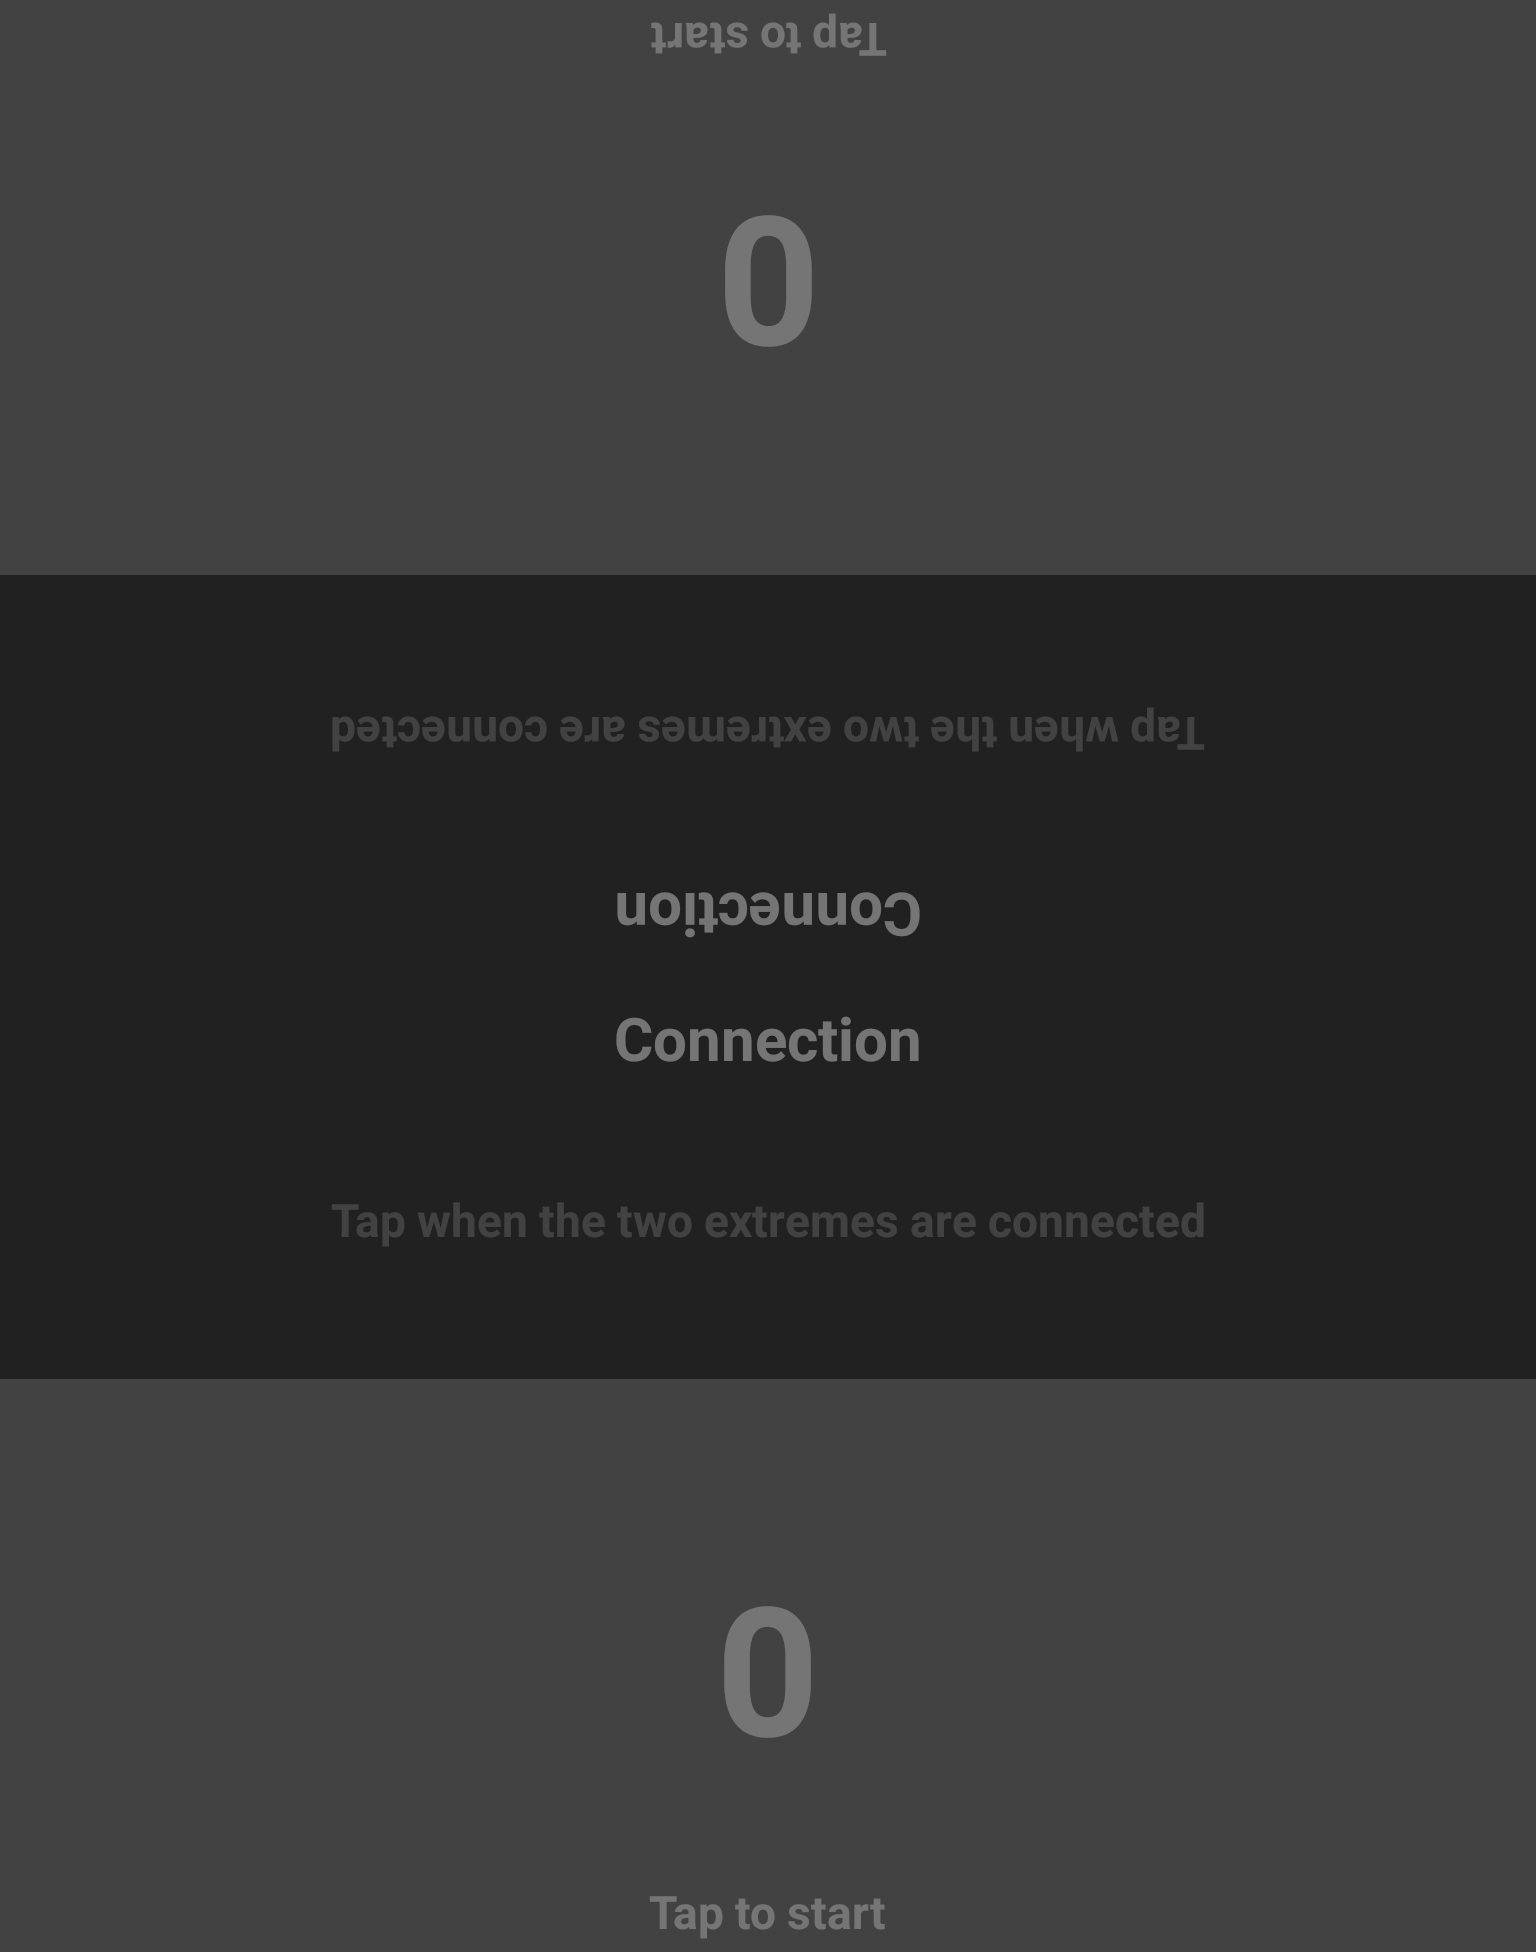 Tap to start
0
Tap when the two extremes are connected
Connection
Connection
Tap when the two extremes are connected
0
Tap to start